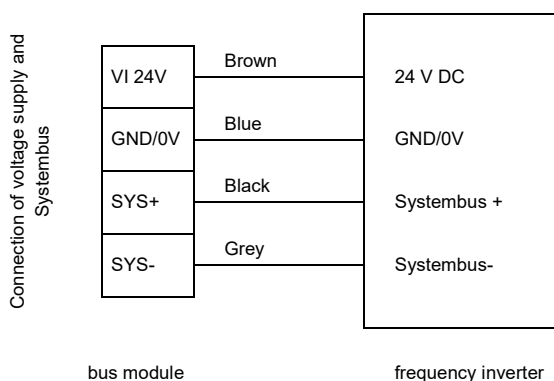 Connection of voltage supply and
Systembus
VI 24V
Brown
24 V DC
GND/0V
Blue
GND/0V
SYS+
Black
Systembus +
SYS-
Grey
Systembus-
bus module
frequency inverter